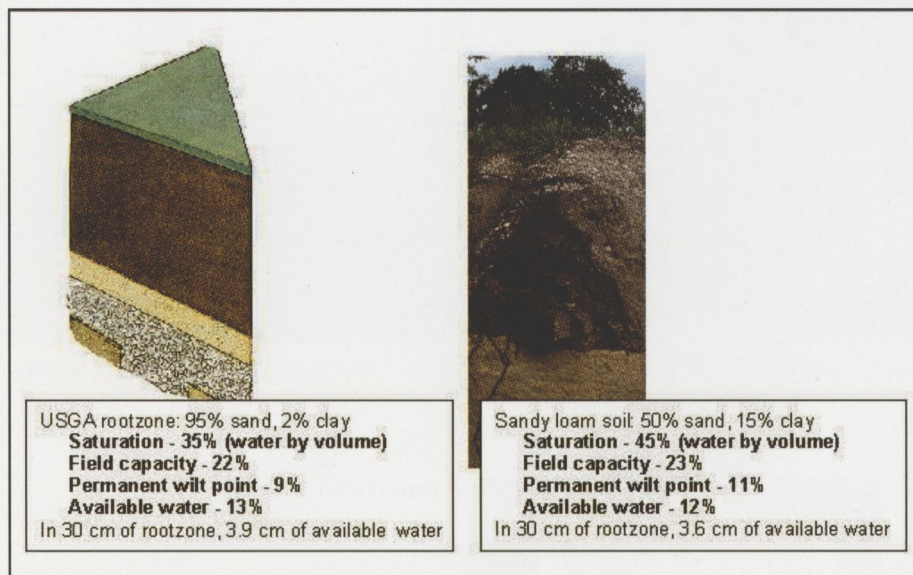 USGA rootzone: 95% sand, 2% clay
Saturation - 35% (water by volume)
Field capacity - 22%
Permanent wilt point - 9%
Available water - 13%
In 30 cm of rootzone, 3.9 cm of available water
Sandy loam soil: 50% sand, 15% clay
Saturation - 45% (water by volume)
Field capacity - 23%
Permanent wilt point - 11%
Available water - 12%
In 30 cm of rootzone, 3.6 cm of available water